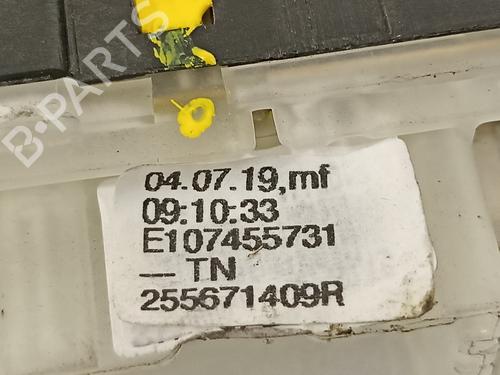 B-PARTS
04.07.19,mf
09:10:33
E107455731
— TN
255671409R